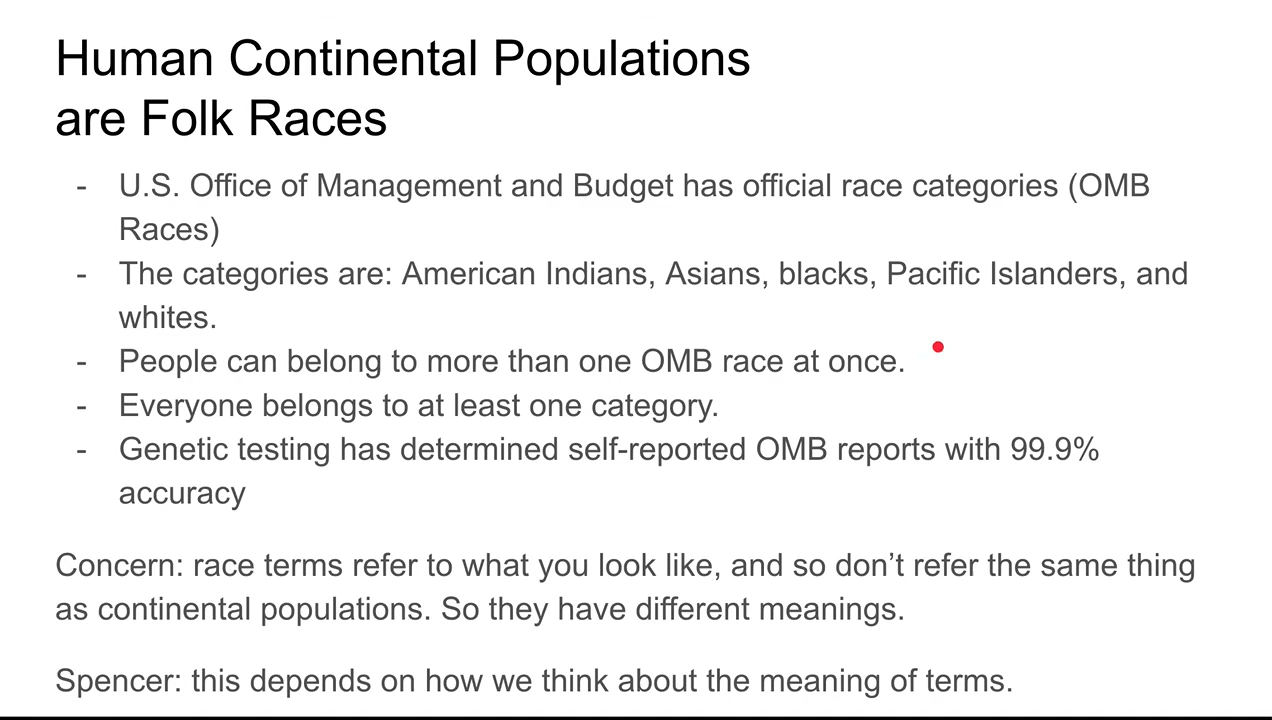 Human Continental Populations
are Folk Races
- U.S. Office of Management and Budget has official race categories (OMB
Races)
- The categories are: American Indians, Asians, blacks, Pacific Islanders, and
whites.
- People can belong to more than one OMB race at once.
- Everyone belongs to at least one category.
- Genetic testing has determined self-reported OMB reports with 99.9%
accuracy
Concern: race terms refer to what you look like, and so don’t refer the same thing
as continental populations. So they have different meanings.
Spencer: this depends on how we think about the meaning of terms.